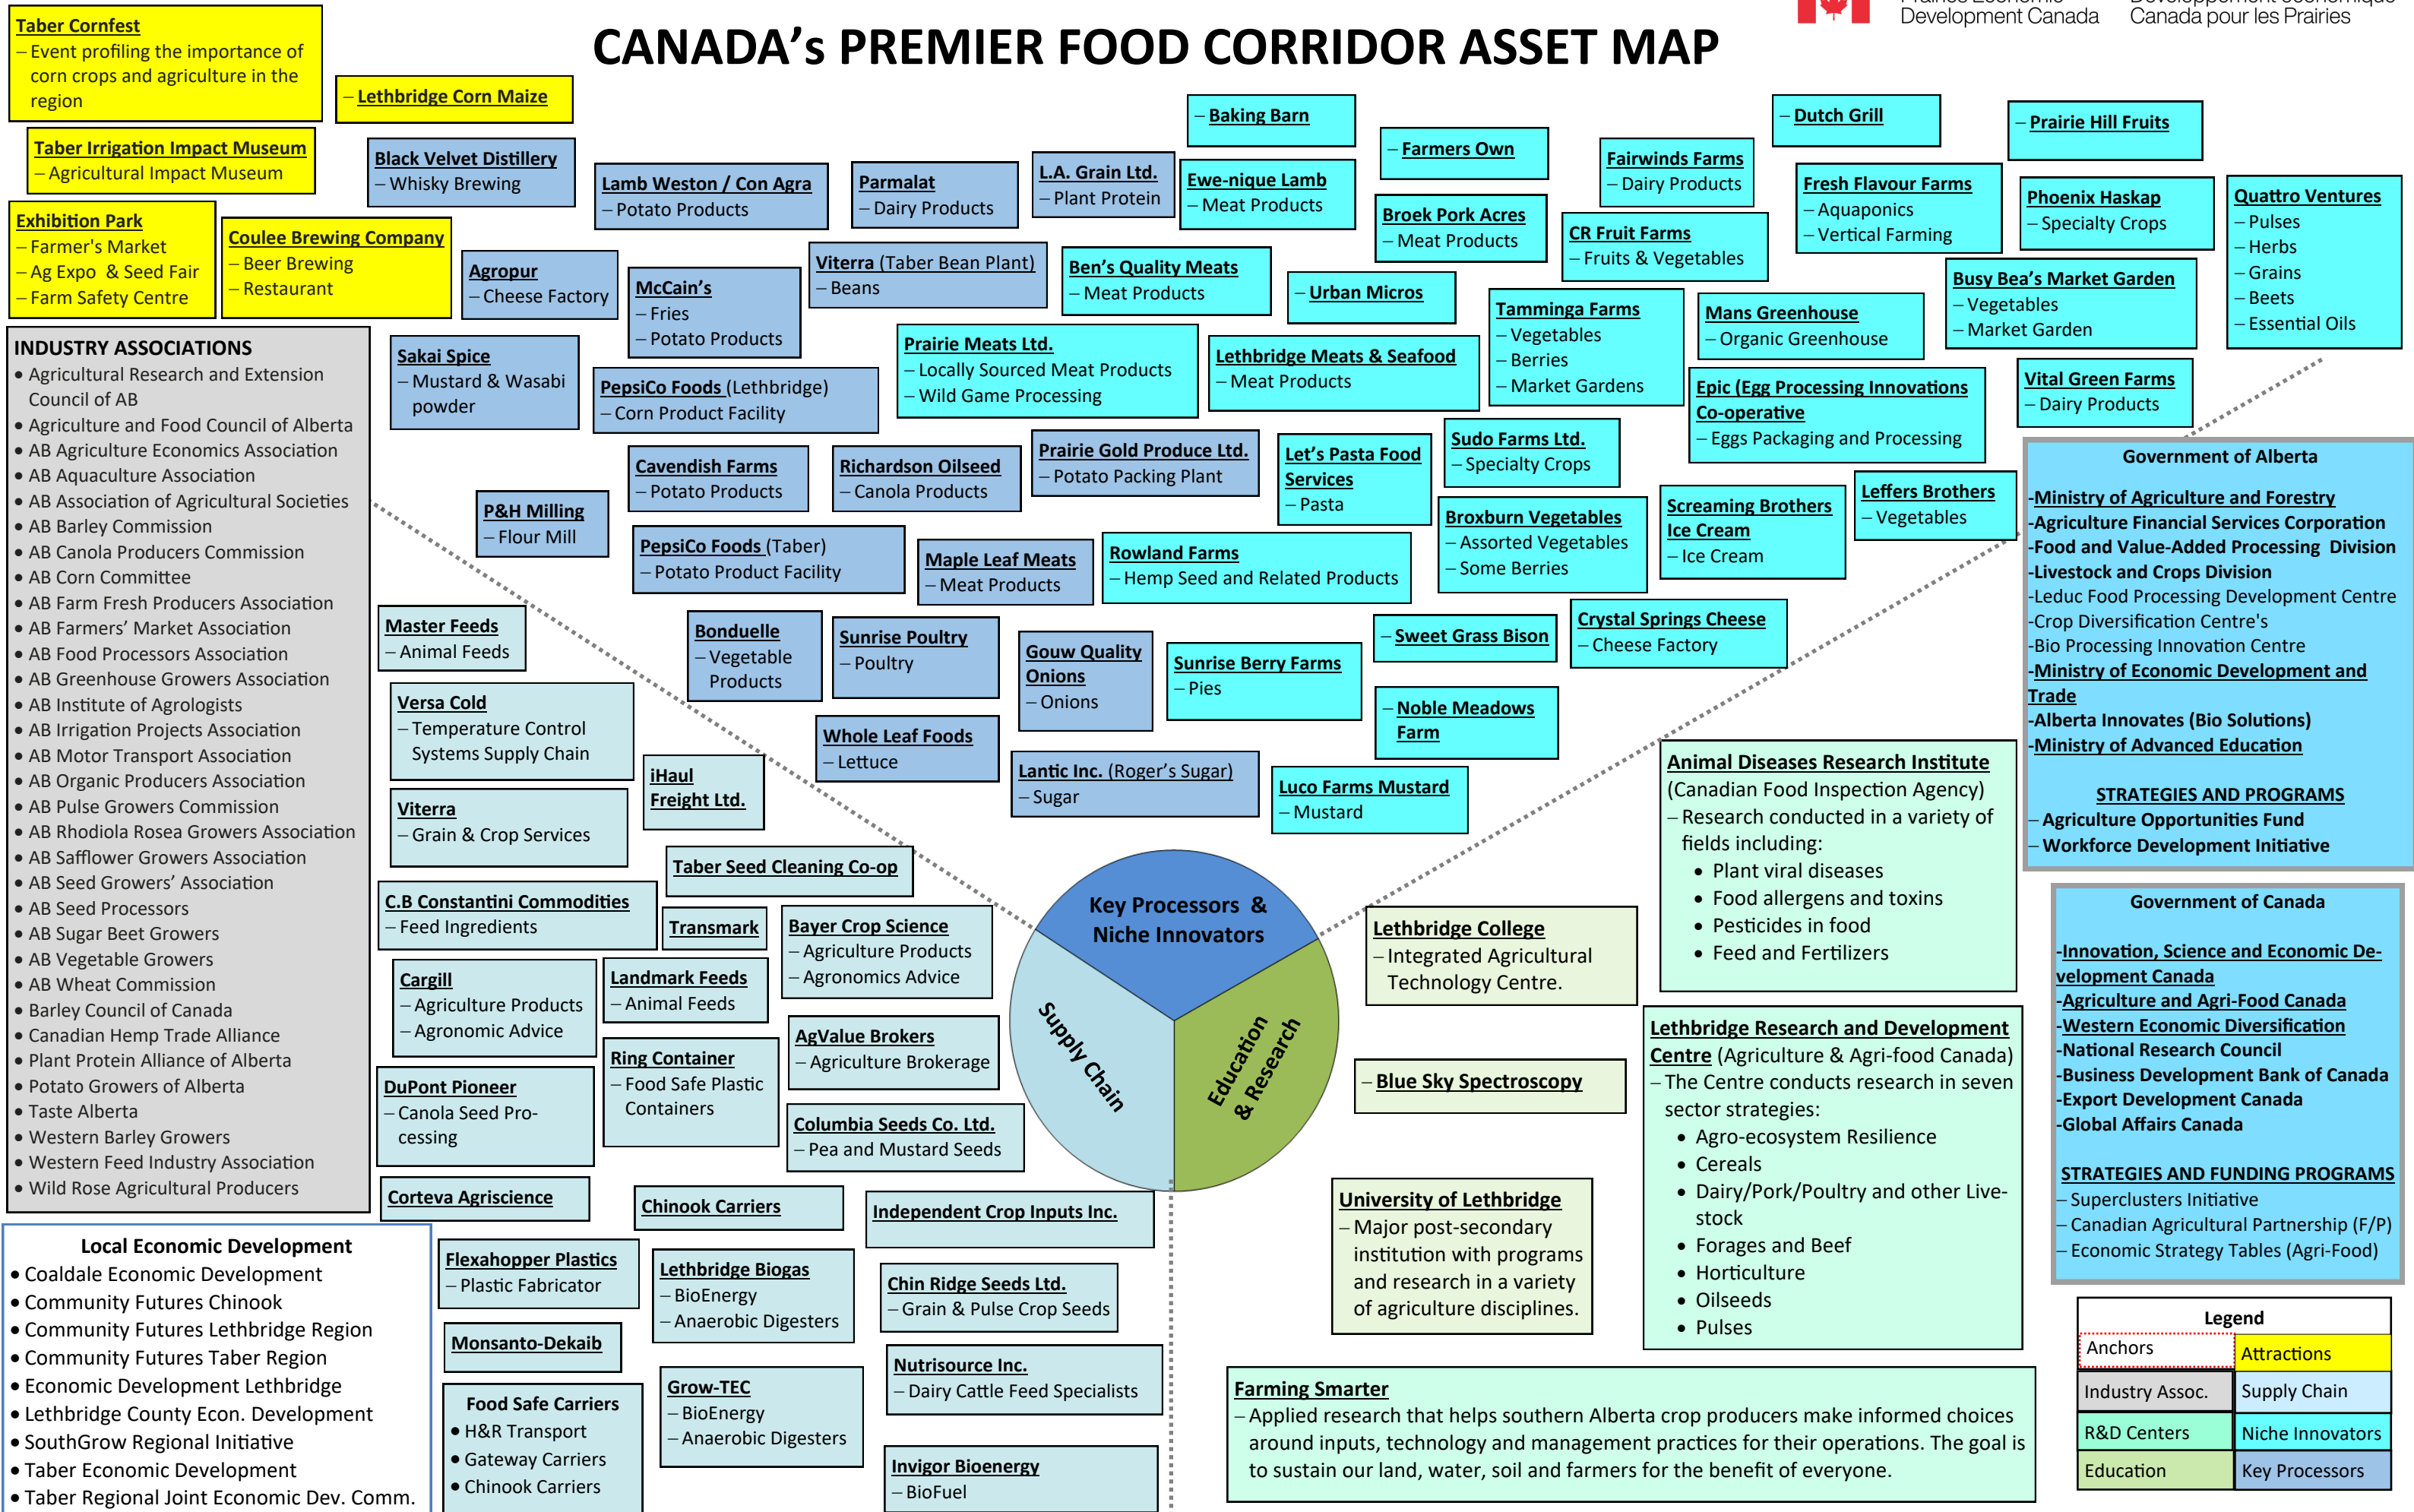 CANADA's PREMIER FOOD CORRIDOR ASSET MAP
Development Canada
Canada pour les Prairies
Taber Cornfest
– Event profiling the importance of
corn crops and agriculture in the
region
– Lethbridge Corn Maize
Taber Irrigation Impact Museum
– Agricultural Impact Museum
Exhibition Park
– Farmer's Market
– Ag Expo & Seed Fair
– Farm Safety Centre
Coulee Brewing Company
– Beer Brewing
– Restaurant
Black Velvet Distillery
– Whisky Brewing
Lamb Weston / Con Agra
– Potato Products
Parmalat
– Dairy Products
L.A. Grain Ltd.
– Plant Protein
Agropur
– Cheese Factory
McCain's
– Fries
– Potato Products
Viterra (Taber Bean Plant)
– Beans
Sakai Spice
– Mustard & Wasabi
powder
PepsiCo Foods (Lethbridge)
– Corn Product Facility
Cavendish Farms
– Potato Products
Richardson Oilseed
– Canola Products
Prairie Gold Produce Ltd.
– Potato Packing Plant
P&H Milling
– Flour Mill
PepsiCo Foods (Taber)
– Potato Product Facility
Maple Leaf Meats
– Meat Products
Bonduelle
– Vegetable
Products
Sunrise Poultry
– Poultry
Gouw Quality
Onions
– Onions
Whole Leaf Foods
– Lettuce
Lantic Inc. (Roger's Sugar)
– Sugar
– Baking Barn
– Farmers Own
– Dutch Grill
– Prairie Hill Fruits
Ewe-nique Lamb
– Meat Products
Broek Pork Acres
– Meat Products
Fairwinds Farms
– Dairy Products
CR Fruit Farms
– Fruits & Vegetables
Fresh Flavour Farms
– Aquaponics
– Vertical Farming
Phoenix Haskap
– Specialty Crops
Quattro Ventures
– Pulses
– Herbs
– Grains
– Beets
– Essential Oils
Ben's Quality Meats
– Meat Products
– Urban Micros
Busy Bea's Market Garden
– Vegetables
– Market Garden
Tamminga Farms
– Vegetables
– Berries
– Market Gardens
Mans Greenhouse
– Organic Greenhouse
Prairie Meats Ltd.
– Locally Sourced Meat Products
– Wild Game Processing
Lethbridge Meats & Seafood
– Meat Products
Epic (Egg Processing Innovations
Co-operative
– Eggs Packaging and Processing
Vital Green Farms
– Dairy Products
Let's Pasta Food
Services
– Pasta
Sudo Farms Ltd.
– Specialty Crops
Broxburn Vegetables
– Assorted Vegetables
– Some Berries
Screaming Brothers
Ice Cream
– Ice Cream
Leffers Brothers
– Vegetables
Rowland Farms
– Hemp Seed and Related Products
Sunrise Berry Farms
– Pies
– Sweet Grass Bison
Crystal Springs Cheese
– Cheese Factory
– Noble Meadows
Farm
Luco Farms Mustard
– Mustard
INDUSTRY ASSOCIATIONS
• Agricultural Research and Extension
Council of AB
• Agriculture and Food Council of Alberta
• AB Agriculture Economics Association
• AB Aquaculture Association
• AB Association of Agricultural Societies
• AB Barley Commission
• AB Canola Producers Commission
• AB Corn Committee
• AB Farm Fresh Producers Association
• AB Farmers' Market Association
• AB Food Processors Association
• AB Greenhouse Growers Association
• AB Institute of Agrologists
• AB Irrigation Projects Association
• AB Motor Transport Association
• AB Organic Producers Association
• AB Pulse Growers Commission
• AB Rhodiola Rosea Growers Association
• AB Safflower Growers Association
• AB Seed Growers' Association
• AB Seed Processors
• AB Sugar Beet Growers
• AB Vegetable Growers
• AB Wheat Commission
• Barley Council of Canada
• Canadian Hemp Trade Alliance
• Plant Protein Alliance of Alberta
• Potato Growers of Alberta
• Taste Alberta
• Western Barley Growers
• Western Feed Industry Association
• Wild Rose Agricultural Producers
Local Economic Development
• Coaldale Economic Development
• Community Futures Chinook
• Community Futures Lethbridge Region
• Community Futures Taber Region
• Economic Development Lethbridge
• Lethbridge County Econ. Development
• SouthGrow Regional Initiative
• Taber Economic Development
• Taber Regional Joint Economic Dev. Comm.
Master Feeds
– Animal Feeds
Versa Cold
– Temperature Control
Systems Supply Chain
iHaul
Freight Ltd.
Viterra
– Grain & Crop Services
Taber Seed Cleaning Co-op
C.B Constantini Commodities
– Feed Ingredients
Transmark
Bayer Crop Science
– Agriculture Products
– Agronomics Advice
Cargill
– Agriculture Products
– Agronomic Advice
Landmark Feeds
– Animal Feeds
AgValue Brokers
– Agriculture Brokerage
Ring Container
– Food Safe Plastic
Containers
DuPont Pioneer
– Canola Seed Pro-
cessing
Columbia Seeds Co. Ltd.
– Pea and Mustard Seeds
Corteva Agriscience
Chinook Carriers
Independent Crop Inputs Inc.
Flexahopper Plastics
– Plastic Fabricator
Lethbridge Biogas
– BioEnergy
– Anaerobic Digesters
Chin Ridge Seeds Ltd.
– Grain & Pulse Crop Seeds
Monsanto-Dekaib
Nutrisource Inc.
– Dairy Cattle Feed Specialists
Food Safe Carriers
• H&R Transport
• Gateway Carriers
• Chinook Carriers
Grow-TEC
– BioEnergy
– Anaerobic Digesters
Invigor Bioenergy
– BioFuel
Key Processors &
Niche Innovators
Supply Chain
Education
& Research
Lethbridge College
– Integrated Agricultural
Technology Centre.
– Blue Sky Spectroscopy
University of Lethbridge
– Major post-secondary
institution with programs
and research in a variety
of agriculture disciplines.
Animal Diseases Research Institute
(Canadian Food Inspection Agency)
– Research conducted in a variety of
fields including:
• Plant viral diseases
• Food allergens and toxins
• Pesticides in food
• Feed and Fertilizers
Lethbridge Research and Development
Centre (Agriculture & Agri-food Canada)
– The Centre conducts research in seven
sector strategies:
• Agro-ecosystem Resilience
• Cereals
• Dairy/Pork/Poultry and other Live-
stock
• Forages and Beef
• Horticulture
• Oilseeds
• Pulses
Farming Smarter
– Applied research that helps southern Alberta crop producers make informed choices
around inputs, technology and management practices for their operations. The goal is
to sustain our land, water, soil and farmers for the benefit of everyone.
Government of Alberta
-Ministry of Agriculture and Forestry
-Agriculture Financial Services Corporation
-Food and Value-Added Processing Division
-Livestock and Crops Division
-Leduc Food Processing Development Centre
-Crop Diversification Centre's
-Bio Processing Innovation Centre
-Ministry of Economic Development and
Trade
-Alberta Innovates (Bio Solutions)
-Ministry of Advanced Education
STRATEGIES AND PROGRAMS
– Agriculture Opportunities Fund
– Workforce Development Initiative
Government of Canada
-Innovation, Science and Economic De-
velopment Canada
-Agriculture and Agri-Food Canada
-Western Economic Diversification
-National Research Council
-Business Development Bank of Canada
-Export Development Canada
-Global Affairs Canada
STRATEGIES AND FUNDING PROGRAMS
– Superclusters Initiative
– Canadian Agricultural Partnership (F/P)
– Economic Strategy Tables (Agri-Food)
Legend
Anchors
Attractions
Industry Assoc.
Supply Chain
R&D Centers
Niche Innovators
Education
Key Processors